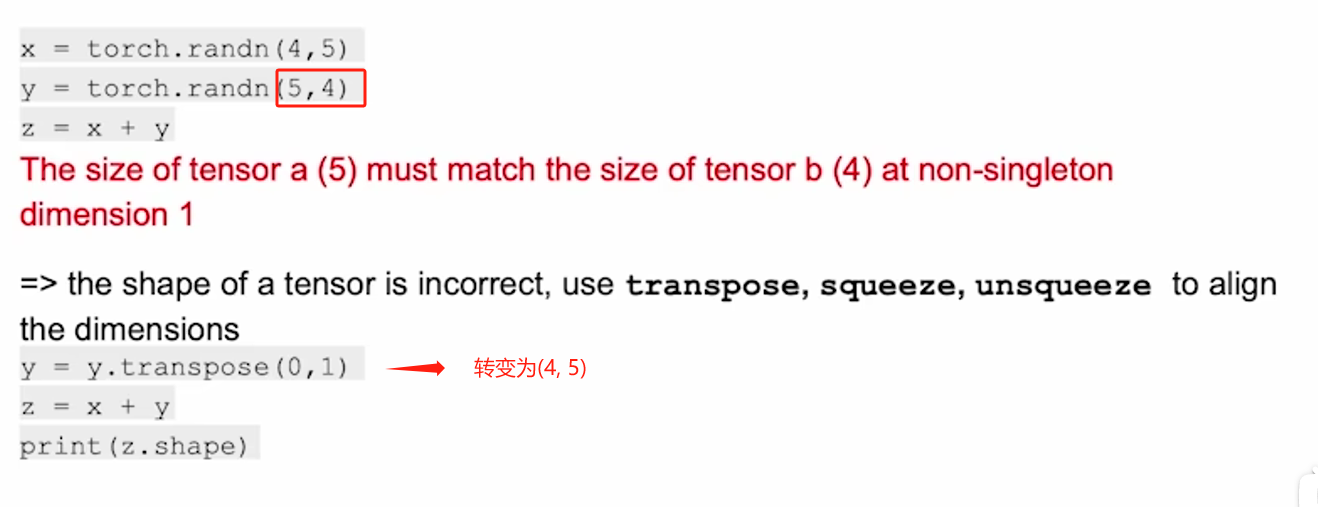 x = torch.randn(4,5)
y = torch.randn(5,4)
z = x + y
The size of tensor a (5) must match the size of tensor b (4) at non-singleton
dimension 1
=> the shape of a tensor is incorrect, use transpose, squeeze, unsqueeze to align
the dimensions
y = y.transpose(0,1) 转变为(4, 5)
z = x + y
print(z.shape)